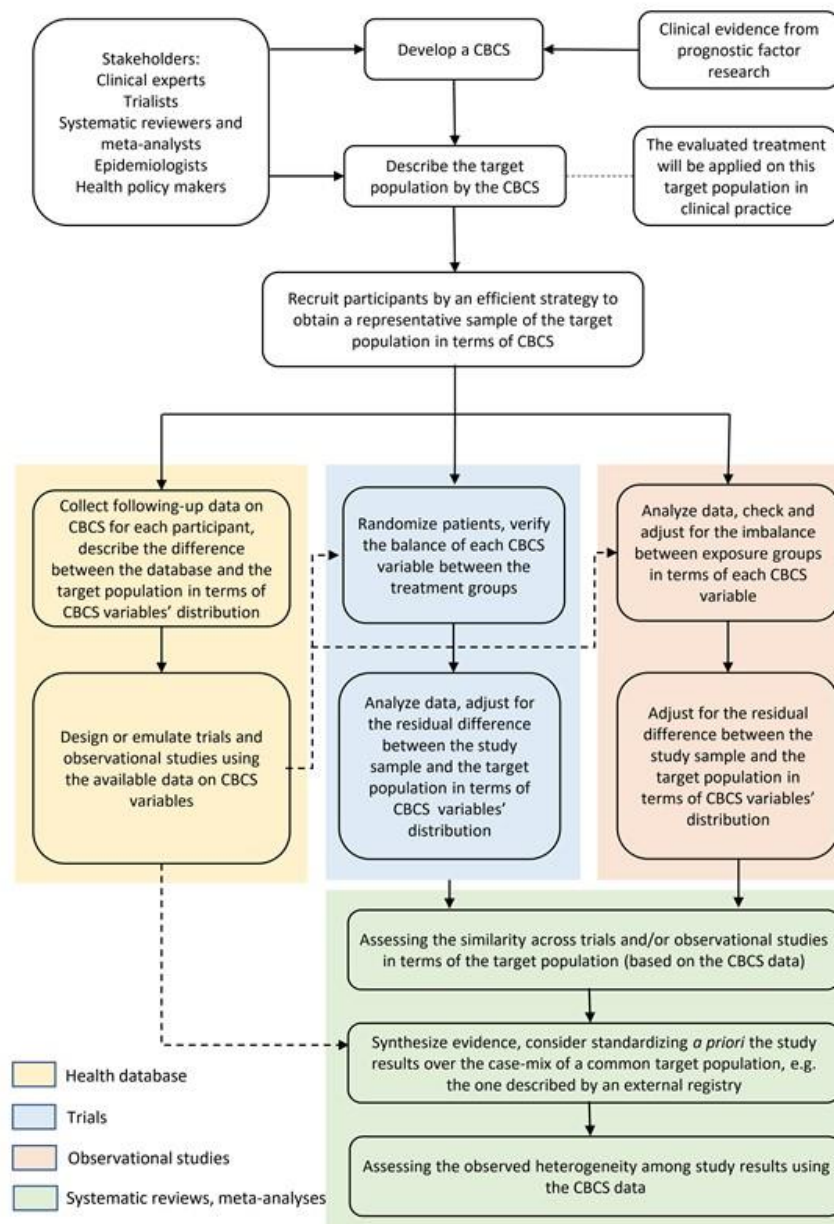 Stakeholders:
Clinical experts
Trialists
Systematic reviewers and
meta-analysts
Epidemiologists
Health policy makers
Develop a CBCS
Clinical evidence from
prognostic factor
research
Describe the target
population by the CBCS
The evaluated treatment
will be applied on this
target population in
clinical practice
Recruit participants by an efficient strategy to
obtain a representative sample of the target
population in terms of CBCS
Collect following-up data on
CBCS for each participant,
describe the difference
between the database and the
target population in terms of
CBCS variables’ distribution
Randomize patients, verify
the balance of each CBCS
variable between the
treatment groups
Analyze data, check and
adjust for the imbalance
between exposure groups
in terms of each CBCS
variable
Design or emulate trials and
observational studies using
the available data on CBCS
variables
Analyze data, adjust for
the residual difference
between the study
sample and the target
population in terms of
CBCS variables’
distribution
Adjust for the residual
difference between the
study sample and the
target population in
terms of CBCS variables’
distribution
Assessing the similarity across trials and/or observational studies
in terms of the target population (based on the CBCS data)
Synthesize evidence, consider standardizing a priori the study
results over the case-mix of a common target population, e.g.
the one described by an external registry
Assessing the observed heterogeneity among study results using
the CBCS data
Health database
Trials
Observational studies
Systematic reviews, meta-analyses